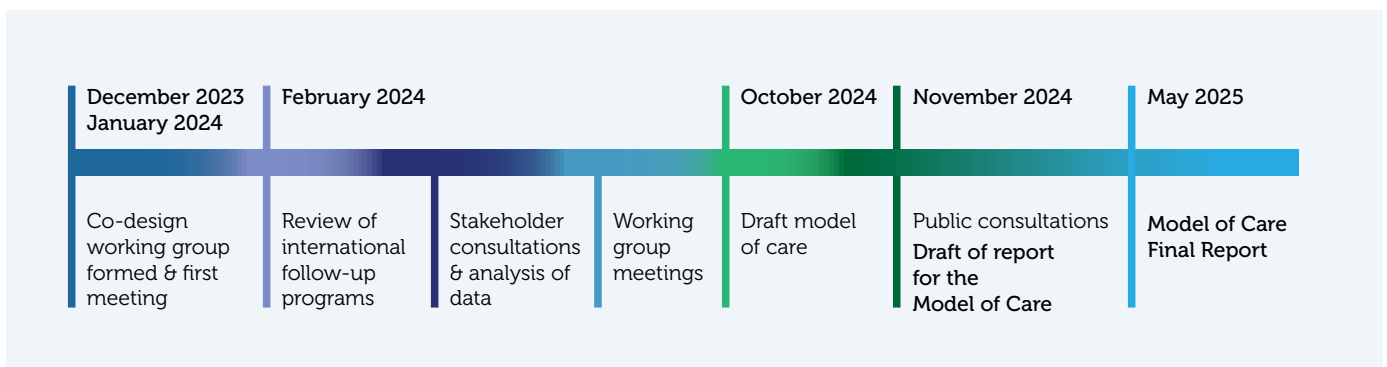 December 2023
January 2024
February 2024
October 2024
November 2024
May 2025
Co-design
working group
formed & first
meeting
Review of
international
follow-up
programs
Stakeholder
consultations
& analysis of
data
Working
group
meetings
Draft model
of care
Public consultations
Draft of report
for the
Model of Care
Model of Care
Final Report